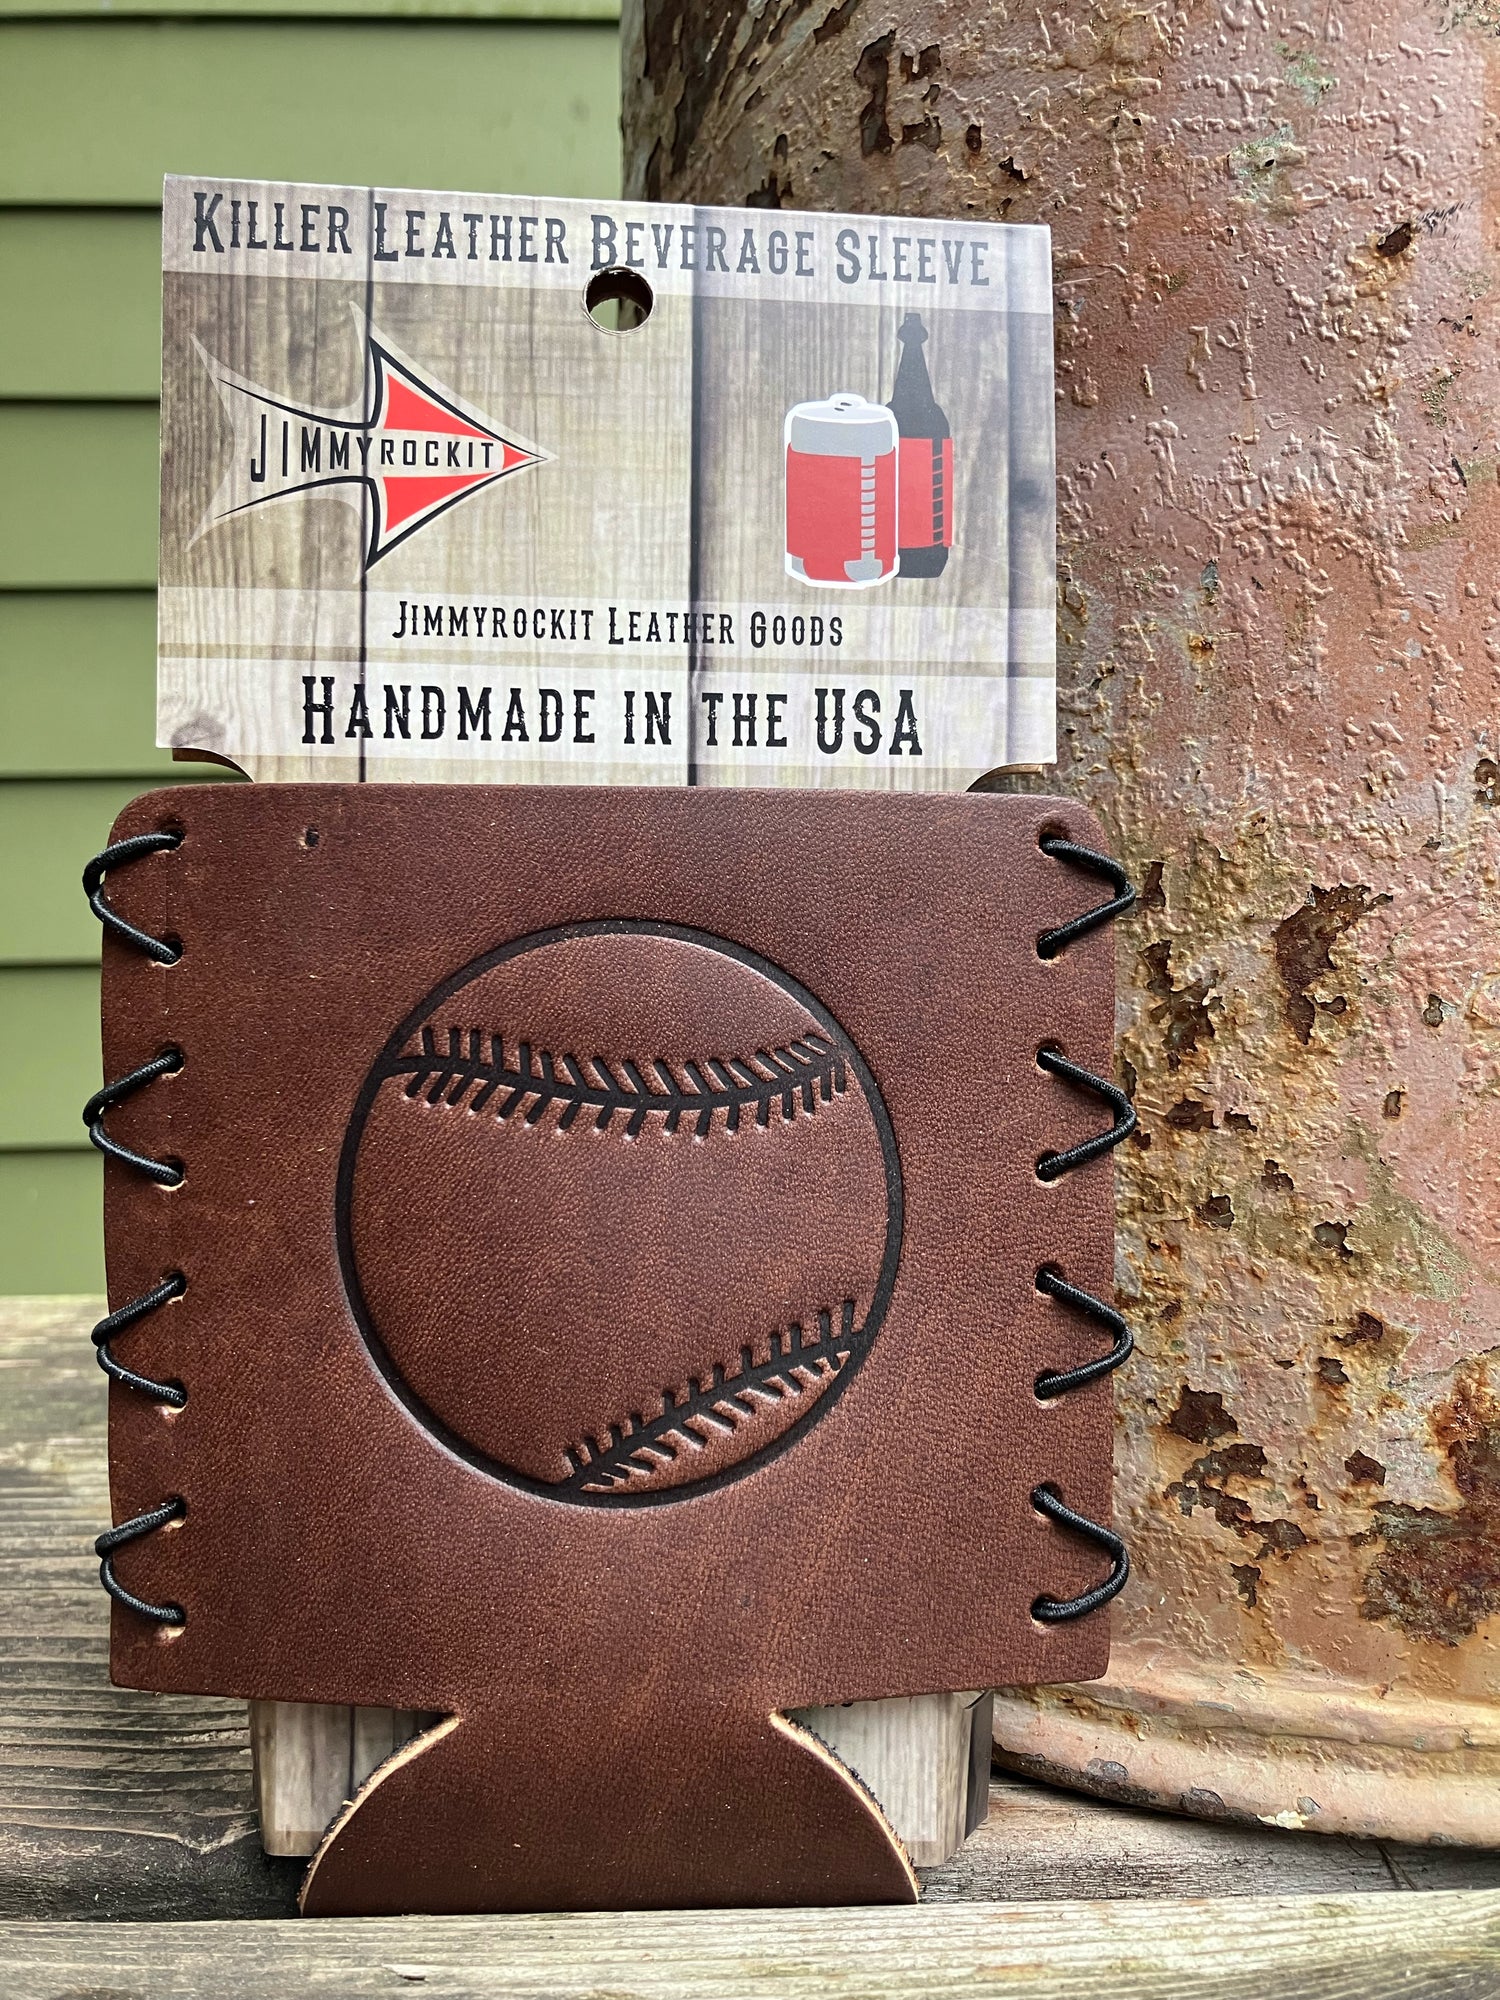 Killer Leather Beverage Sleeve
JIMMYROCKIT
Jimmyrockit Leather Goods
Handmade in the USA